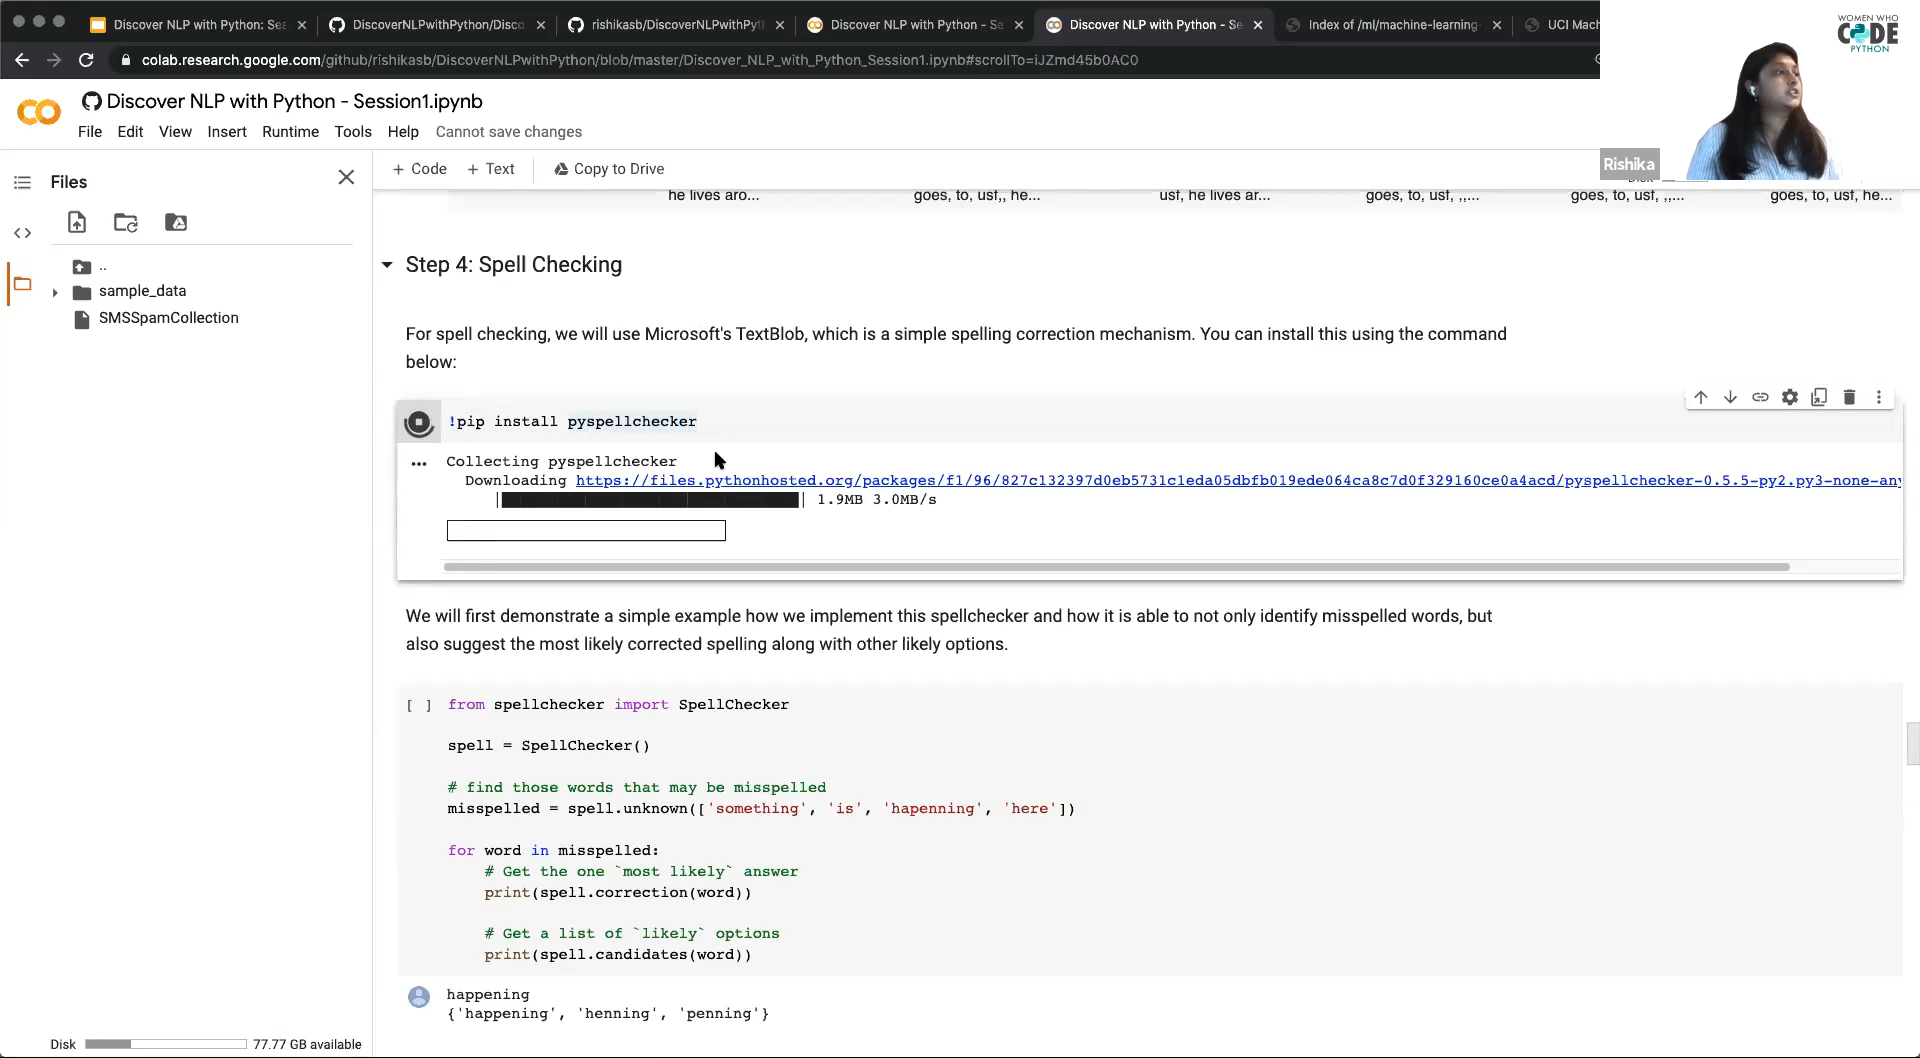 Discover NLP with Python: Ses
DiscoverNLPwithPython/Disco
rishikasb/DiscoverNLPwithPyt
Discover NLP with Python - Se
Discover NLP with Python - Se
Index of /ml/machine-learning-
UCI Mach
WOMEN WHO
CODE
PYTHON
colab.research.google.com/github/rishikasb/DiscoverNLPwithPython/blob/master/Discover_NLP_with_Python_Session1.ipynb#scrollTo=iJZmd45b0AC0
Discover NLP with Python - Session1.ipynb
File Edit View Insert Runtime Tools Help Cannot save changes
Rishika
Files
+ Code + Text Copy to Drive
Disk
he lives aro... goes, to, usf,, he... usf, he lives ar... goes, to, usf, ,,... goes, to, usf, ,,... goes, to, usf, he...
..
sample_data
SMSSpamCollection
Step 4: Spell Checking
For spell checking, we will use Microsoft's TextBlob, which is a simple spelling correction mechanism. You can install this using the command
below:
!pip install pyspellchecker
Collecting pyspellchecker
Downloading https://files.pythonhosted.org/packages/f1/96/827c132397d0eb5731c1eda05dbfb019ede064ca8c7d0f329160ce0a4acd/pyspellchecker-0.5.5-py2.py3-none-any
1.9MB 3.0MB/s
We will first demonstrate a simple example how we implement this spellchecker and how it is able to not only identify misspelled words, but
also suggest the most likely corrected spelling along with other likely options.
[ ] from spellchecker import SpellChecker
spell = SpellChecker()
# find those words that may be misspelled
misspelled = spell.unknown(['something', 'is', 'hapenning', 'here'])
for word in misspelled:
# Get the one `most likely` answer
print(spell.correction(word))
# Get a list of `likely` options
print(spell.candidates(word))
happening
{'happening', 'henning', 'penning'}
Disk 77.77 GB available